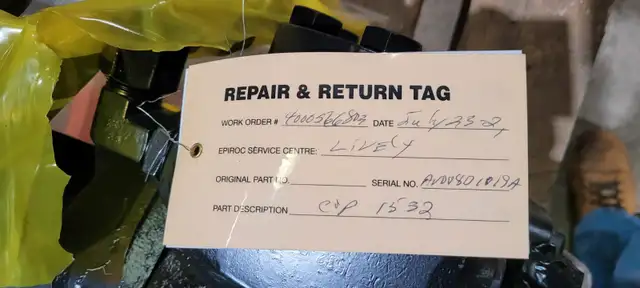 REPAIR & RETURN TAG
WORK ORDER # 4000566803 DATE July 23-21
EPIROC SERVICE CENTRE: LIVELY
ORIGINAL PART NO. SERIAL NO. AV00801019A
PART DESCRIPTION COP 1532